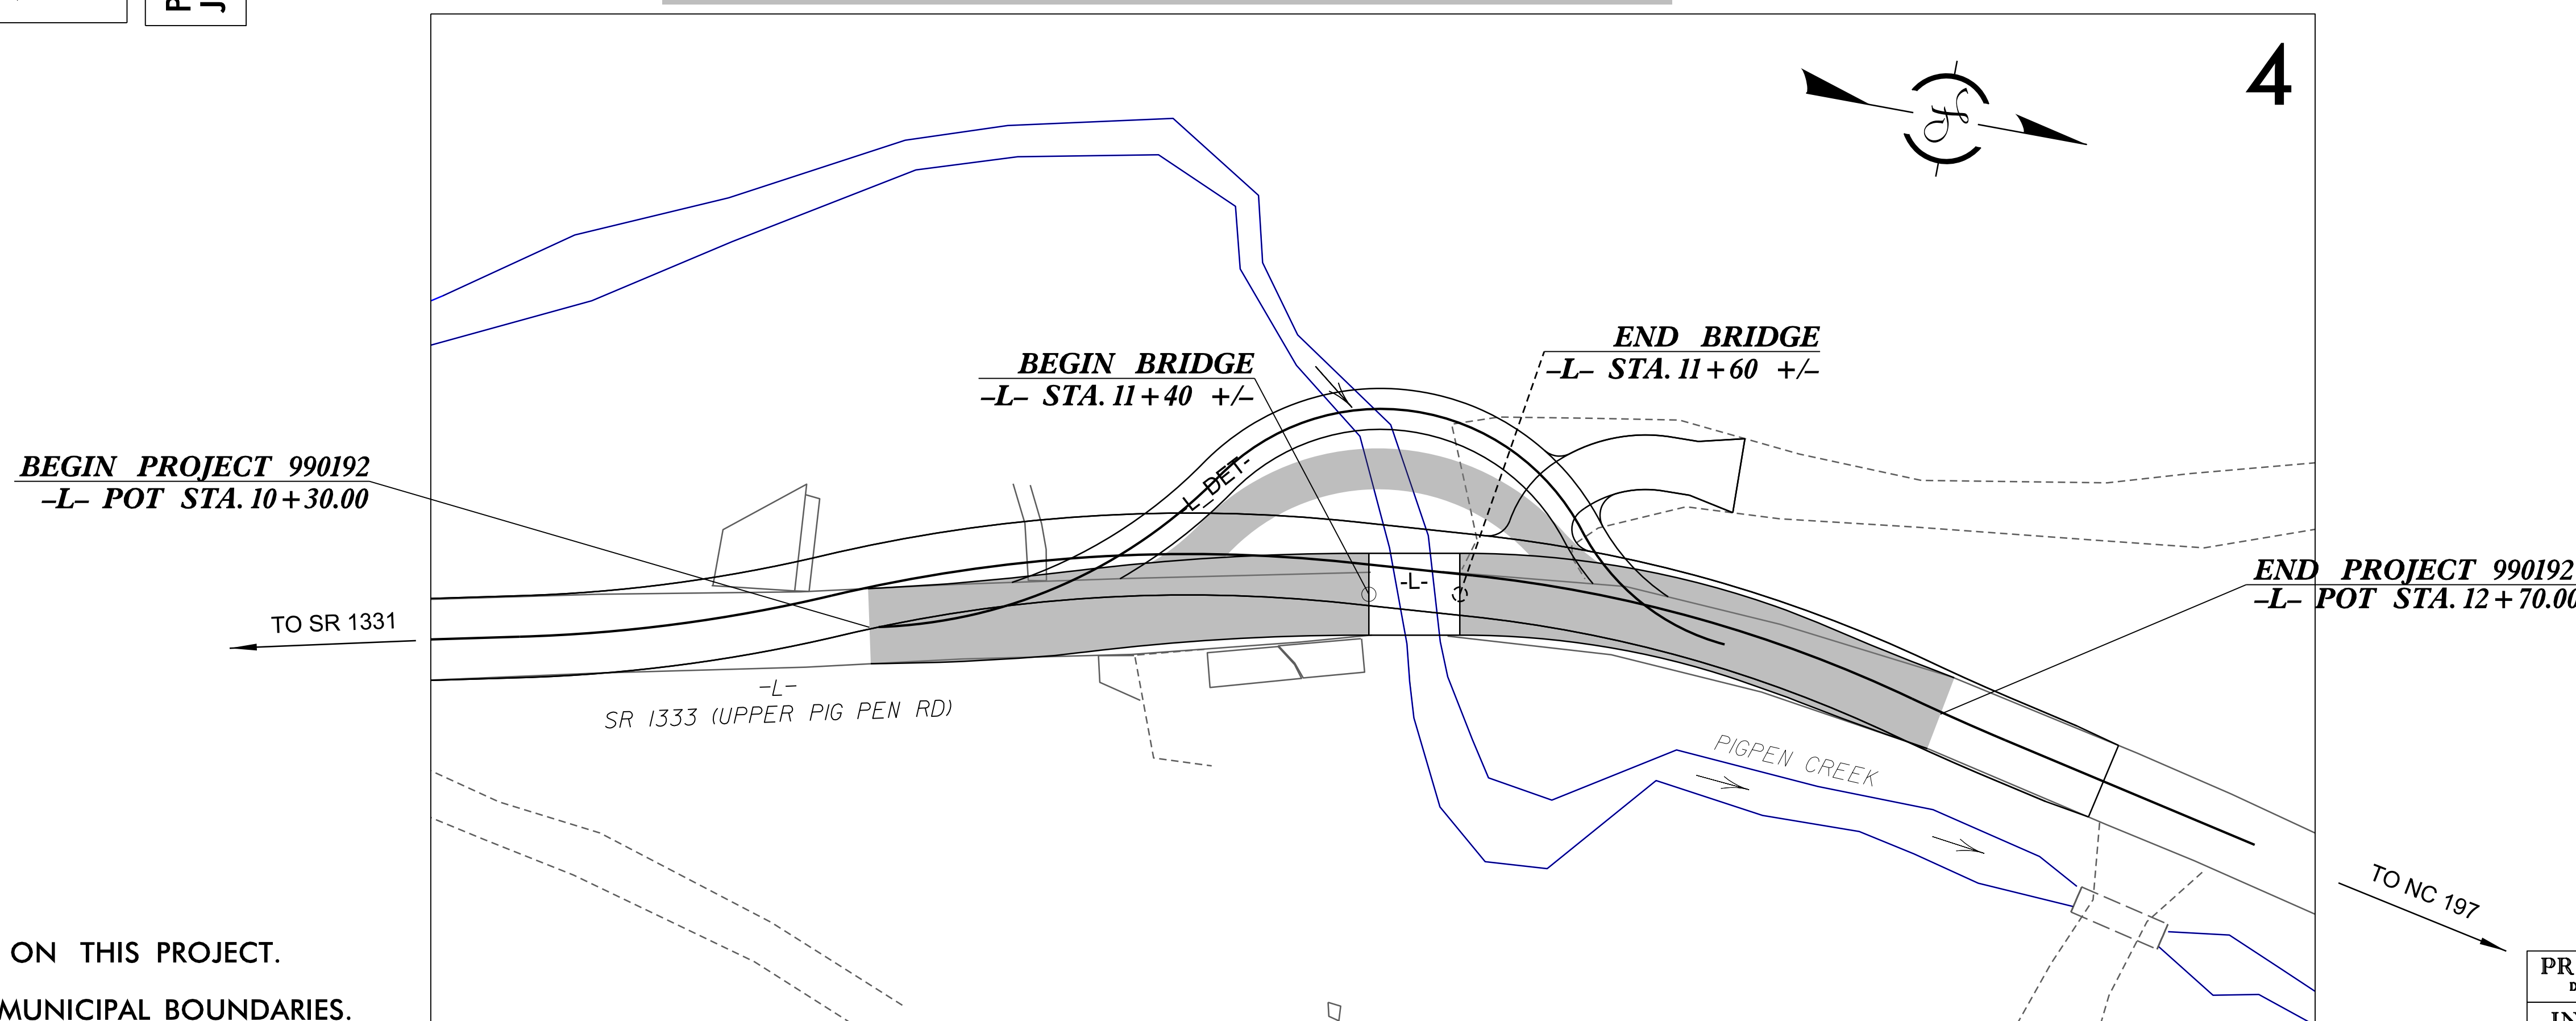 P
J
4
BEGIN BRIDGE
-L- STA. 11+40 +/-
END BRIDGE
-L- STA. 11+60 +/-
BEGIN PROJECT 990192
-L- POT STA. 10+30.00
-L- DET-
-L-
END PROJECT 990192
-L- POT STA. 12+70.00
TO SR 1331
-L-
SR 1333 (UPPER PIG PEN RD)
PIGPEN CREEK
TO NC 197
ON THIS PROJECT.
MUNICIPAL BOUNDARIES.
PR
D
IN